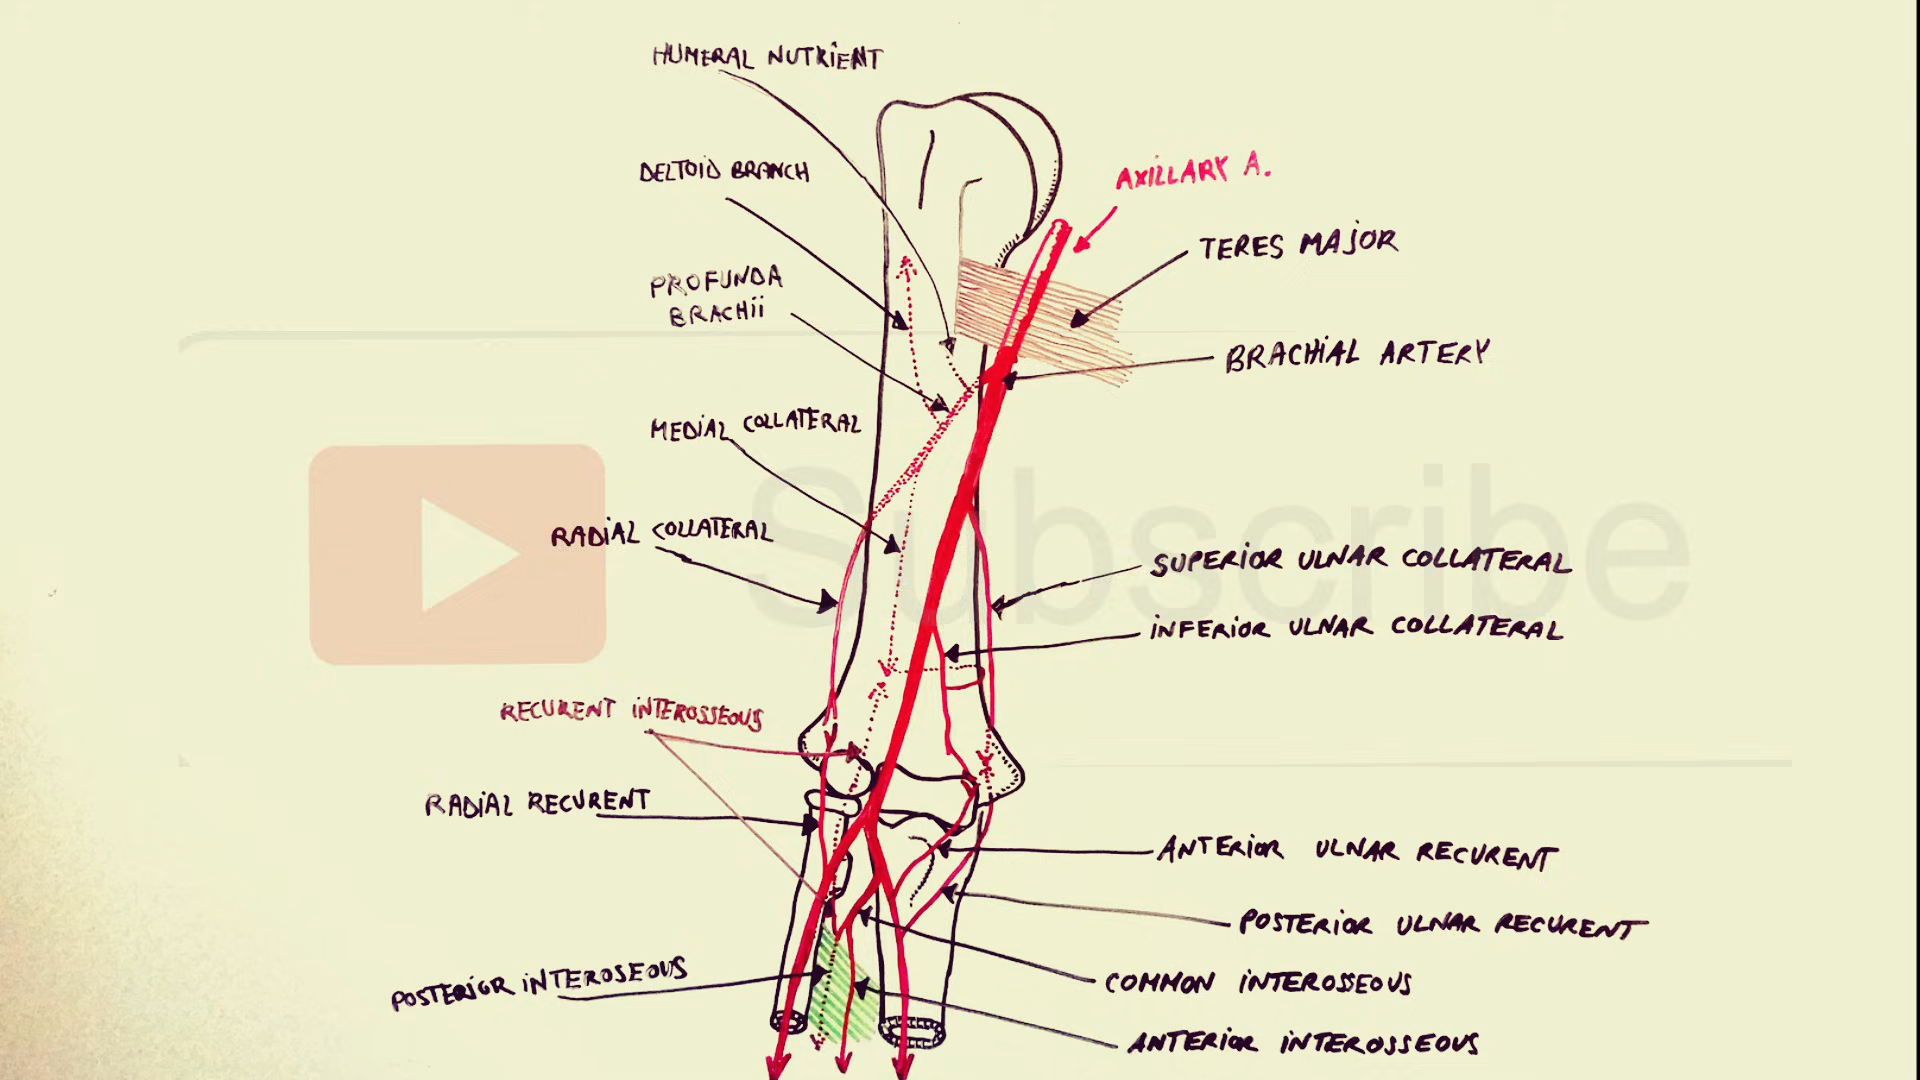 HUMERAL NUTRIENT
DELTOID BRANCH
AXILLARY A.
TERES MAJOR
PROFUNDA
BRACHII
BRACHIAL ARTERY
MEDIAL COLLATERAL
RADIAL COLLATERAL
Subscribe
SUPERIOR ULNAR COLLATERAL
INFERIOR ULNAR COLLATERAL
RECURENT INTEROSSEOUS
RADIAL RECURENT
ANTERIOR ULNAR RECURENT
POSTERIOR ULNAR RECURENT
POSTERIOR INTEROSEOUS
COMMON INTEROSSEOUS
ANTERIOR INTEROSSEOUS